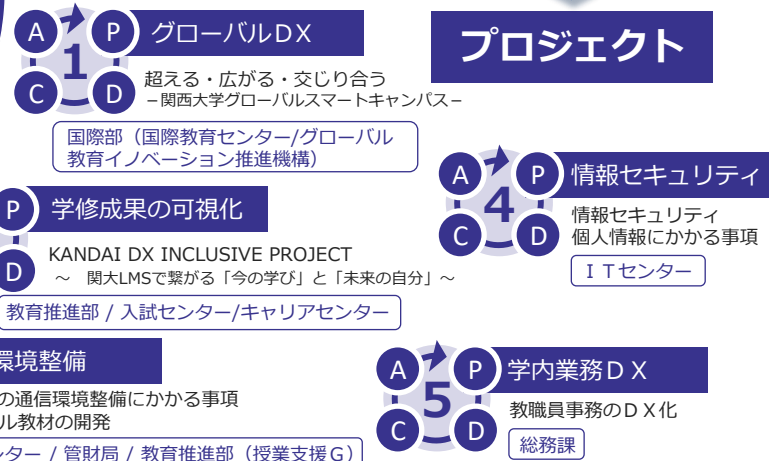 プロジェクト
A P
1
C D
グローバルDX
超える・広がる・交じり合う
－関西大学グローバルスマートキャンパス－
国際部（国際教育センター/グローバル
教育イノベーション推進機構）
P
D
学修成果の可視化
KANDAI DX INCLUSIVE PROJECT
～　関大LMSで繋がる「今の学び」と「未来の自分」～
教育推進部 / 入試センター/キャリアセンター
環境整備
の通信環境整備にかかる事項
ル教材の開発
ンター / 管財局 / 教育推進部（授業支援Ｇ）
A P
4
C D
情報セキュリティ
情報セキュリティ
個人情報にかかる事項
ＩＴセンター
A P
5
C D
学内業務ＤＸ
教職員事務のＤＸ化
総務課